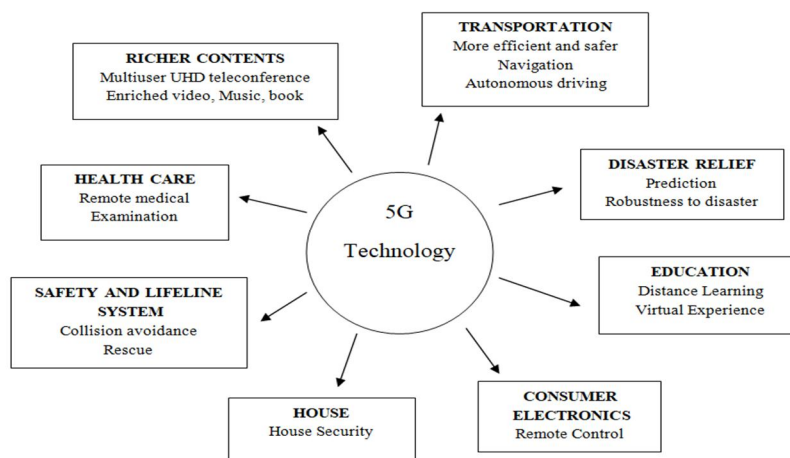 RICHER CONTENTS
Multiuser UHD teleconference
Enriched video, Music, book
TRANSPORTATION
More efficient and safer
Navigation
Autonomous driving
HEALTH CARE
Remote medical
Examination
5G
Technology
DISASTER RELIEF
Prediction
Robustness to disaster
SAFETY AND LIFELINE
SYSTEM
Collision avoidance
Rescue
EDUCATION
Distance Learning
Virtual Experience
HOUSE
House Security
CONSUMER
ELECTRONICS
Remote Control